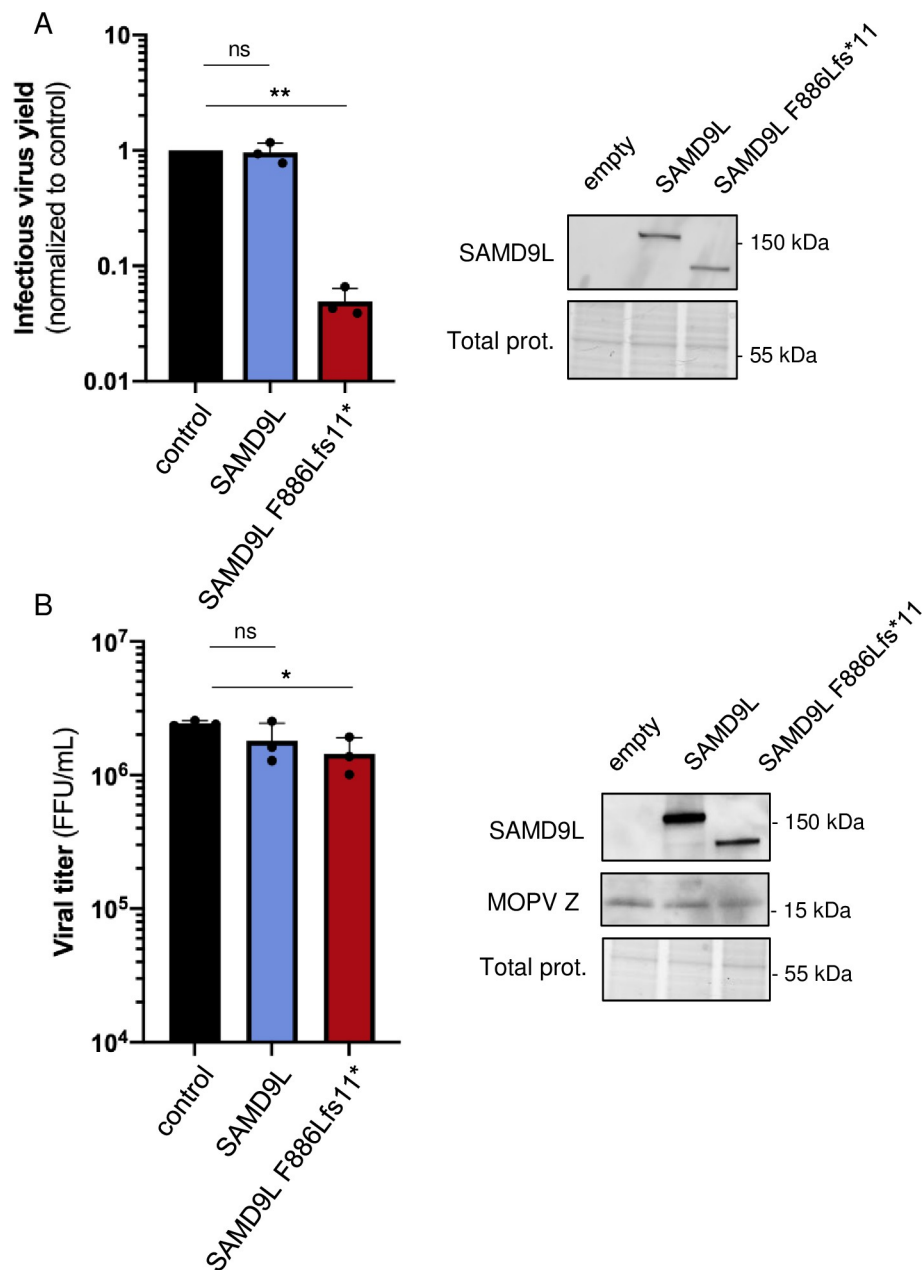 A
10
1
0.1
0.01
Infectious virus yield
(normalized to control)
ns
**
control
SAMD9L
SAMD9L F886Lfs11*
empty
SAMD9L
SAMD9L F886Lfs*11
SAMD9L
- 150 kDa
Total prot.
- 55 kDa
B
10⁷
10⁶
10⁵
10⁴
Viral titer (FFU/mL)
ns
*
control
SAMD9L
SAMD9L F886Lfs11*
empty
SAMD9L
SAMD9L F886Lfs*11
SAMD9L
- 150 kDa
MOPV Z
- 15 kDa
Total prot.
- 55 kDa